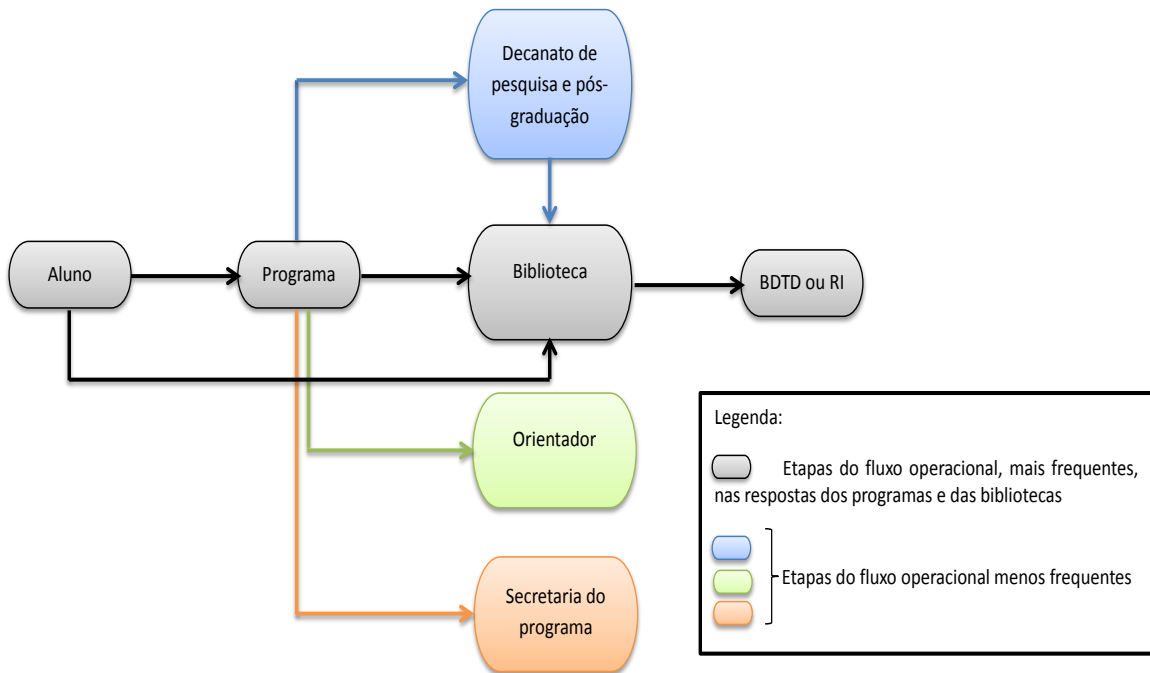 Decanato de
pesquisa e pós-
graduação
Aluno
Programa
Biblioteca
BDTD ou RI
Orientador
Secretaria do
programa
Legenda:
Etapas do fluxo operacional, mais frequentes,
nas respostas dos programas e das bibliotecas
Etapas do fluxo operacional menos frequentes